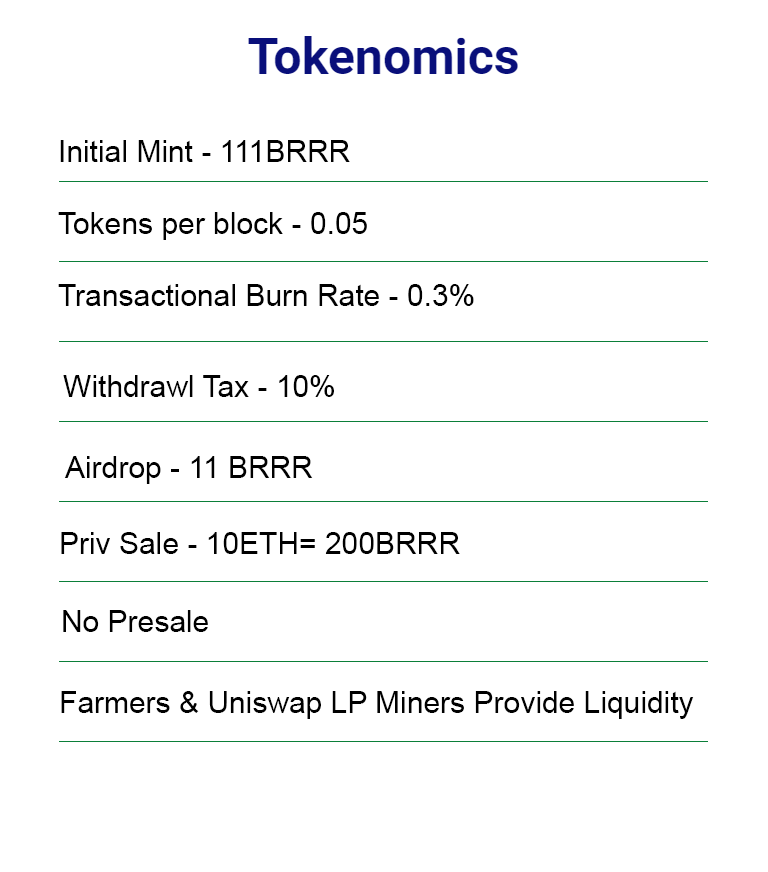 Tokenomics
Initial Mint - 111BRRR
Tokens per block - 0.05
Transactional Burn Rate - 0.3%
Withdrawl Tax - 10%
Airdrop - 11 BRRR
Priv Sale - 10ETH= 200BRRR
No Presale
Farmers & Uniswap LP Miners Provide Liquidity